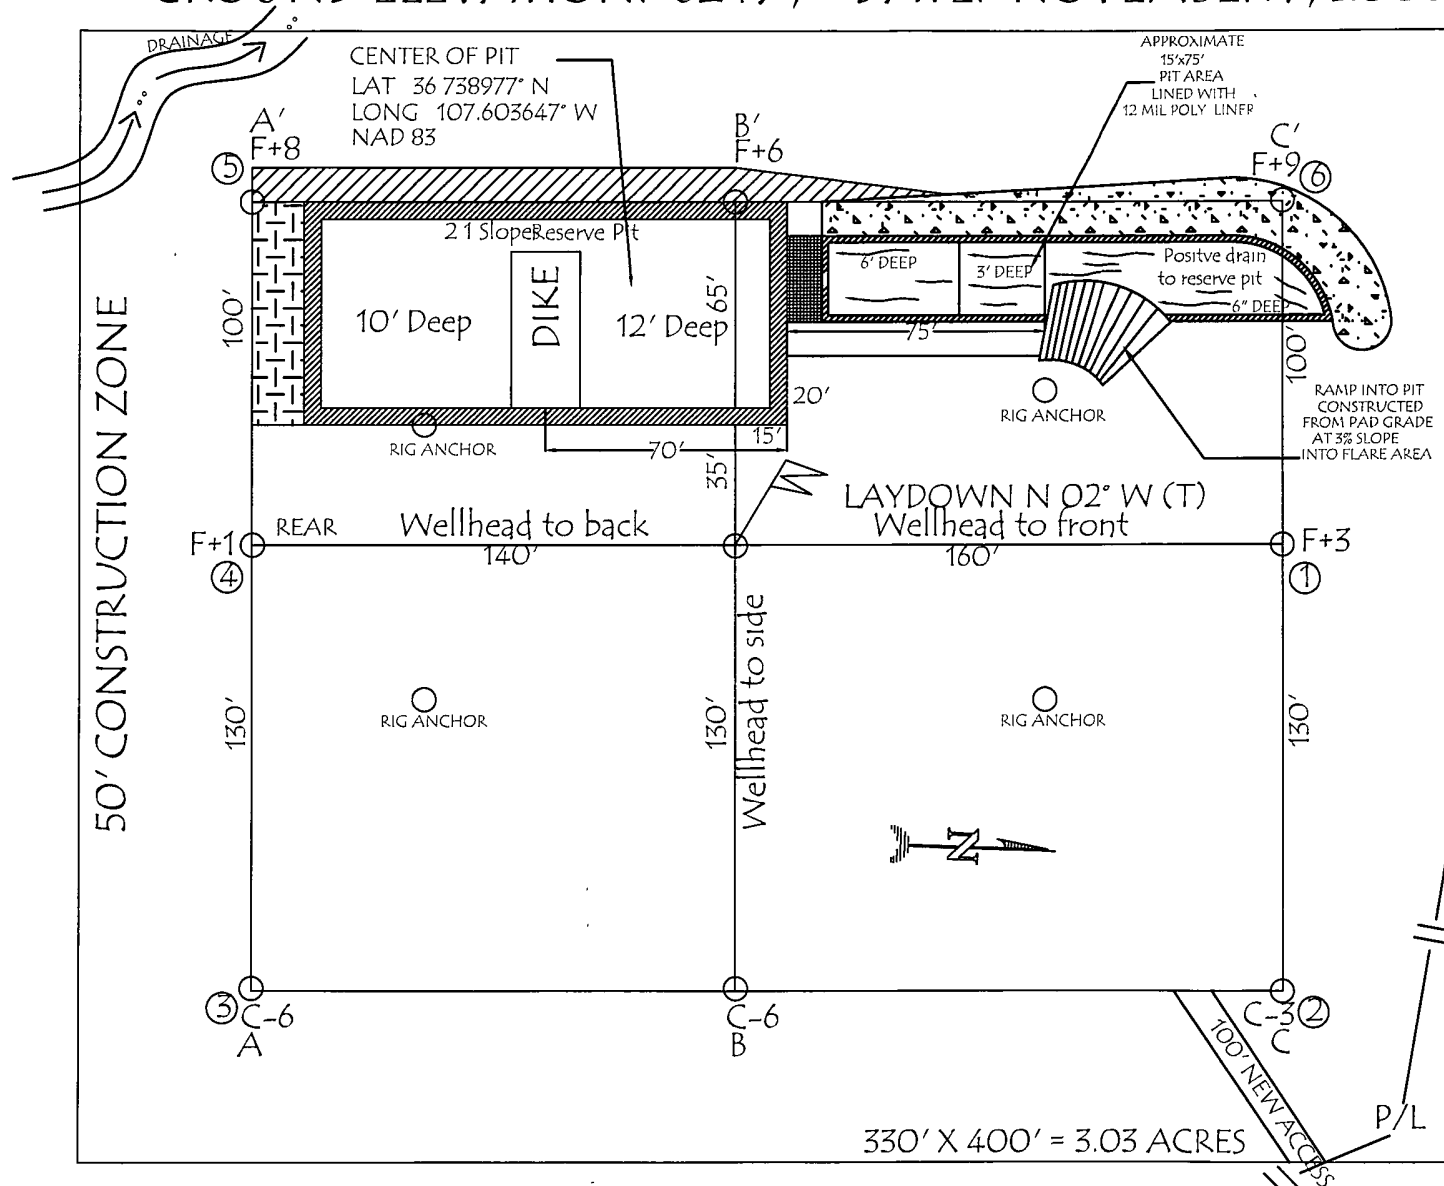 DRAINAGE
CENTER OF PIT
LAT 36 738977° N
LONG 107.603647° W
NAD 83
APPROXIMATE
15'x75'
PIT AREA
LINED WITH
12 MIL POLY LINER
A'
F+8
5
B'
F+6
C'
F+9
6
2 1 Slope
Reserve Pit
6' DEEP
3' DEEP
Positve drain
to reserve pit
6" DEEP
10' Deep
DIKE
12' Deep
65'
75'
100'
100'
50' CONSTRUCTION ZONE
20'
15'
70'
35'
RIG ANCHOR
RIG ANCHOR
RAMP INTO PIT
CONSTRUCTED
FROM PAD GRADE
AT 3% SLOPE
INTO FLARE AREA
LAYDOWN N 02° W (T)
REAR
Wellhead to back
Wellhead to front
F+1
140'
160'
F+3
4
1
Wellhead to side
RIG ANCHOR
RIG ANCHOR
130'
130'
130'
N
3
C-6
A
C-6
B
C-3
2
C
100' NEW ACCESS
P/L
330' X 400' = 3.03 ACRES